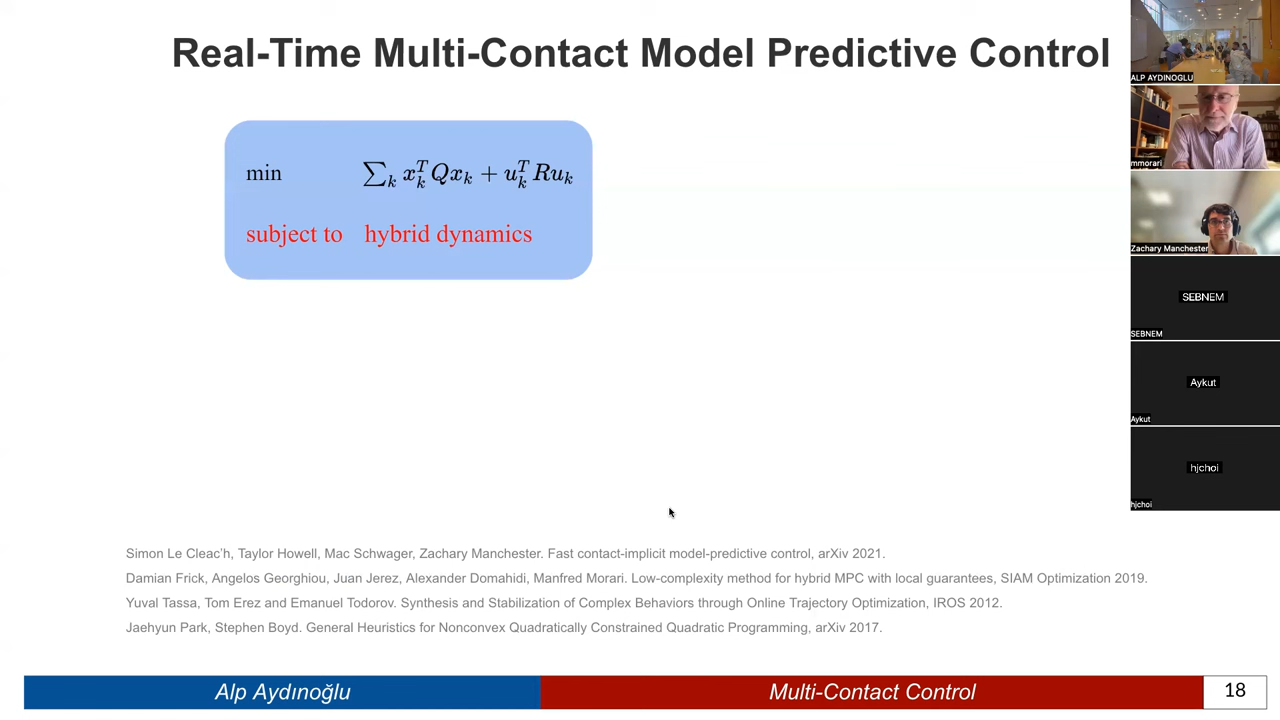 Real-Time Multi-Contact Model Predictive Control
min ∑_k x_k^T Q x_k + u_k^T R u_k
subject to hybrid dynamics
Simon Le Cleac'h, Taylor Howell, Mac Schwager, Zachary Manchester. Fast contact-implicit model-predictive control, arXiv 2021.
Damian Frick, Angelos Georghiou, Juan Jerez, Alexander Domahidi, Manfred Morari. Low-complexity method for hybrid MPC with local guarantees, SIAM Optimization 2019.
Yuval Tassa, Tom Erez and Emanuel Todorov. Synthesis and Stabilization of Complex Behaviors through Online Trajectory Optimization, IROS 2012.
Jaehyun Park, Stephen Boyd. General Heuristics for Nonconvex Quadratically Constrained Quadratic Programming, arXiv 2017.
Alp Aydınoğlu
Multi-Contact Control
18
ALP AYDINOGLU
mmorari
Zachary Manchester
SEBNEM
SEBNEM
Aykut
Aykut
hjchoi
hjchoi